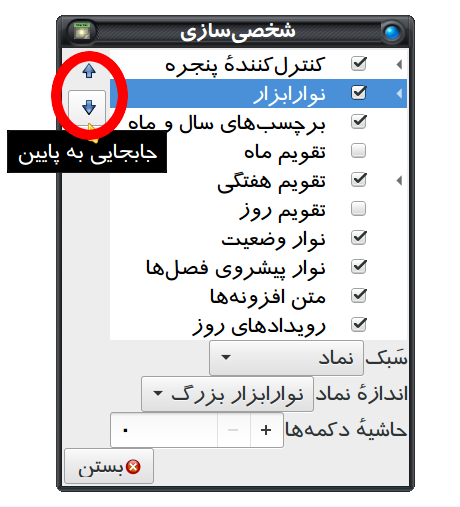 شخصی‌سازی
کنترل‌کنندهٔ پنجره
نوارابزار
برچسب‌های سال و ماه
جابجایی به پایین
تقویم ماه
تقویم هفتگی
تقویم روز
نوار وضعیت
نوار پیشروی فصل‌ها
متن افزونه‌ها
رویدادهای روز
سَبک نماد
اندازهٔ نماد نوارابزار بزرگ
حاشیهٔ دکمه‌ها + − ۰
بستن